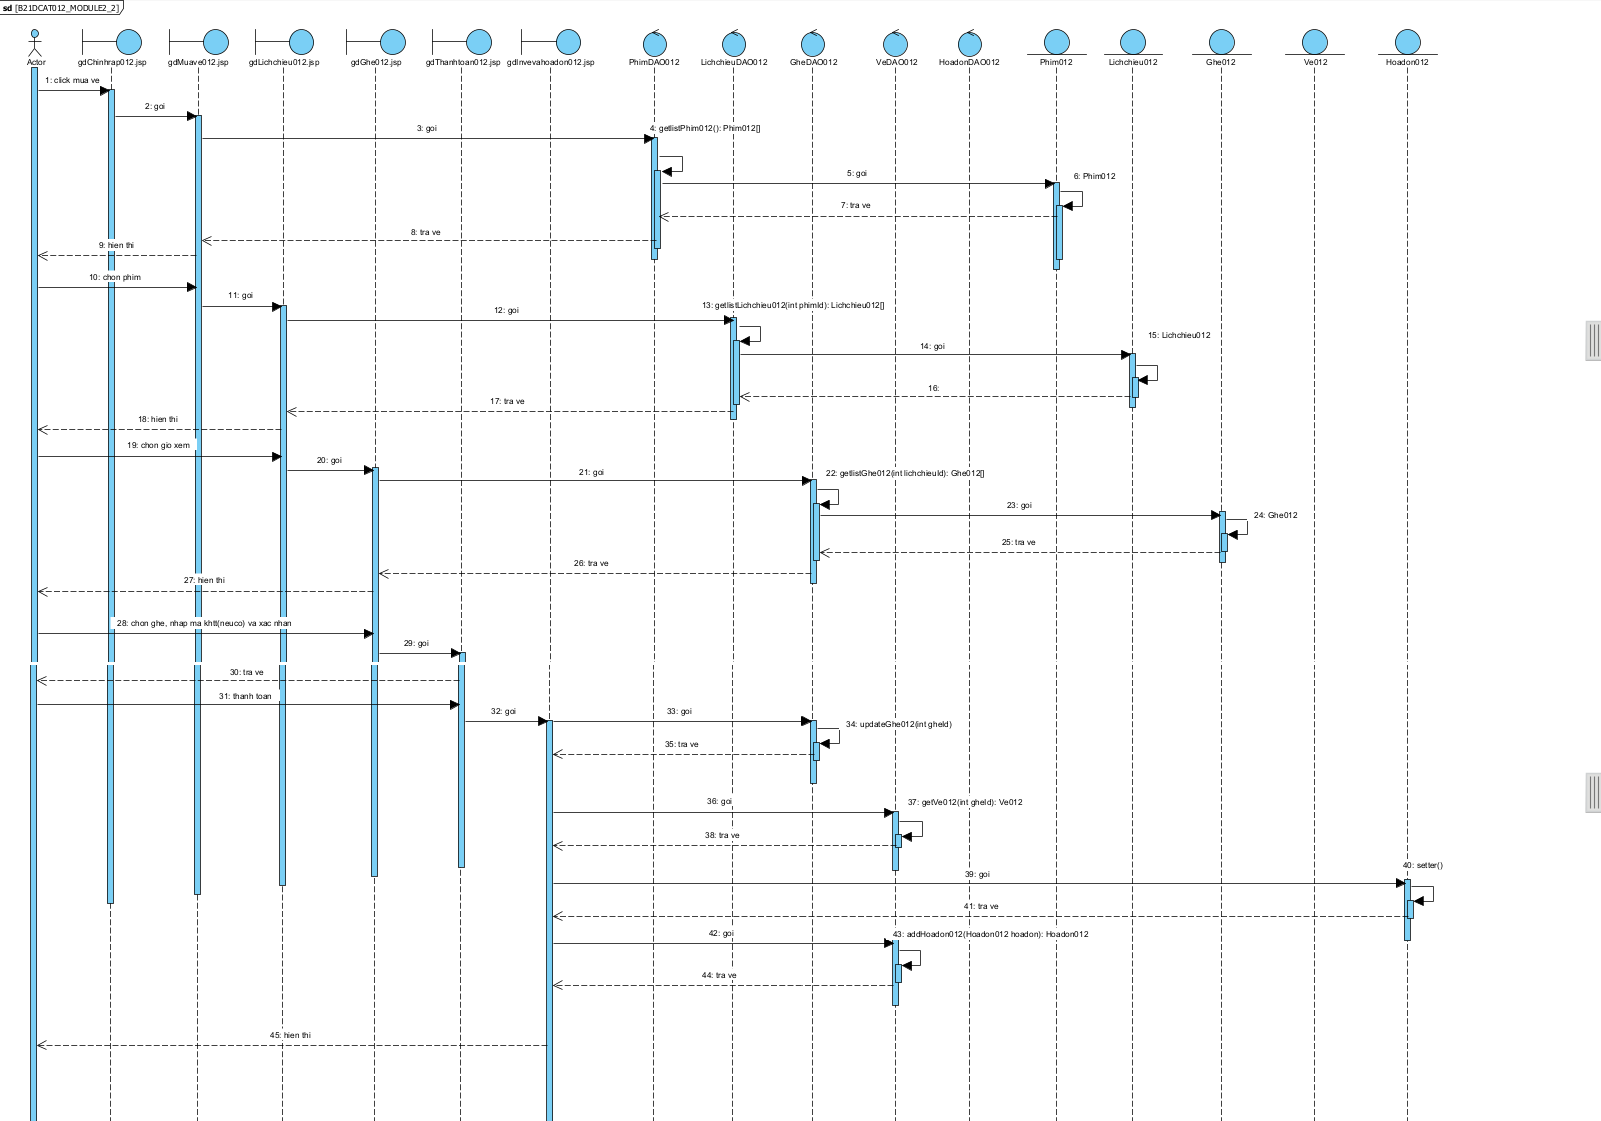 sd [B21DCAT012_MODULE2_2]
Actor
gdChinhrap012.jsp
gdMuave012.jsp
gdLichchieu012.jsp
gdGhe012.jsp
gdThanhtoan012.jsp
gdInvevahoadon012.jsp
PhimDAO012
LichchieuDAO012
GheDAO012
VeDAO012
HoadonDAO012
Phim012
Lichchieu012
Ghe012
Ve012
Hoadon012
1: click mua ve
2: goi
3: goi
4: getlistPhim012(): Phim012[]
5: goi
6: Phim012
7: tra ve
8: tra ve
9: hien thi
10: chon phim
11: goi
12: goi
13: getlistLichchieu012(int phimId): Lichchieu012[]
14: goi
15: Lichchieu012
16:
17: tra ve
18: hien thi
19: chon gio xem
20: goi
21: goi
22: getlistGhe012(int lichchieuId): Ghe012[]
23: goi
24: Ghe012
25: tra ve
26: tra ve
27: hien thi
28: chon ghe, nhap ma khtt(neuco) va xac nhan
29: goi
30: tra ve
31: thanh toan
32: goi
33: goi
34: updateGhe012(int gheId)
35: tra ve
36: goi
37: getVe012(int gheId): Ve012
38: tra ve
39: goi
40: setter()
41: tra ve
42: goi
43: addHoadon012(Hoadon012 hoadon): Hoadon012
44: tra ve
45: hien thi